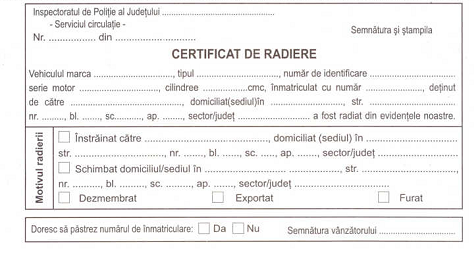 Inspectoratul de Poliție al Județului ..............................
- Serviciul circulație -
Semnătura și ștampila
Nr. ................... din ......................
CERTIFICAT DE RADIERE
Vehiculul marca ........................, tipul ......................, număr de identificare ........................
serie motor ................, cilindree ............cmc, înmatriculat cu număr ................, deținut
de către ............................, domiciliat(sediul)în ........................, str. ........................
nr. ........, bl. ......, sc........., ap. ......, sector/județ .................. a fost radiat din evidențele noastre.
Motivul radierii
Înstrăinat către ................................, domiciliat (sediul) în ......................
str. ............................, nr. ........, bl. ......, sc. ......, ap. ......, sector/județ ......................
Schimbat domiciliul/sediul în ................................, str. ......................,
nr. .........., bl. ........, sc. ......, ap. ...... sector/județ ......................
Dezmembrat Exportat Furat
Doresc să păstrez numărul de înmatriculare: Da Nu Semnătura vânzătorului ......................